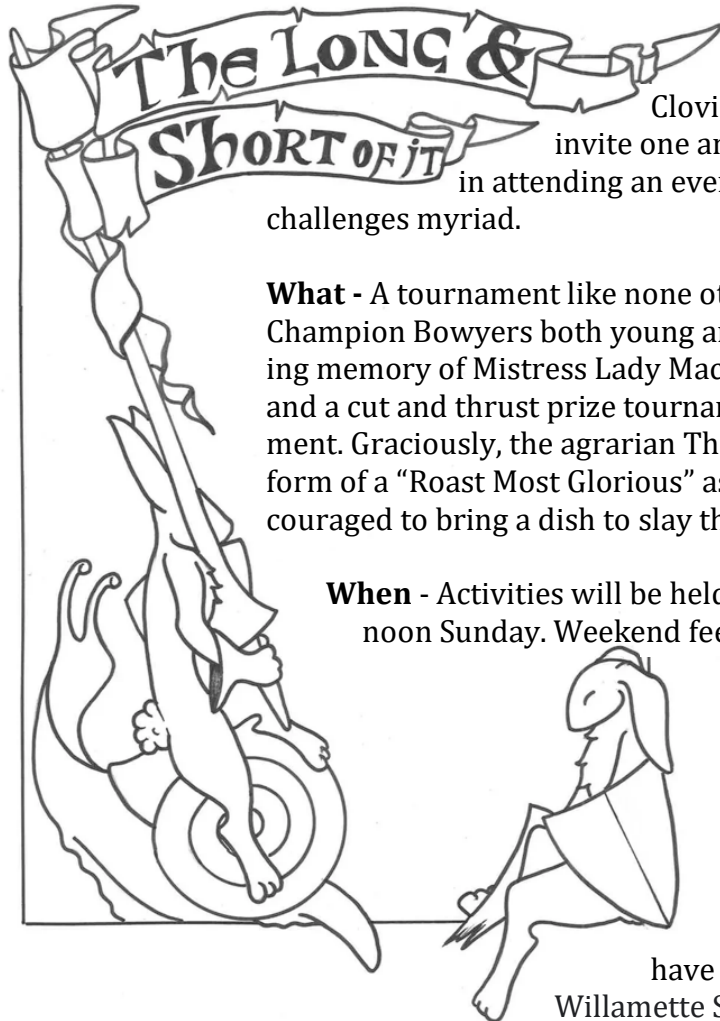 The Long &
Short of it
Clovi
invite one an
in attending an eve
challenges myriad.
What - A tournament like none ot
Champion Bowyers both young an
ing memory of Mistress Lady Mac
and a cut and thrust prize tournar
ment. Graciously, the agrarian Th
form of a “Roast Most Glorious” as
couraged to bring a dish to slay th
When - Activities will be held
noon Sunday. Weekend fee
have
Willamette S